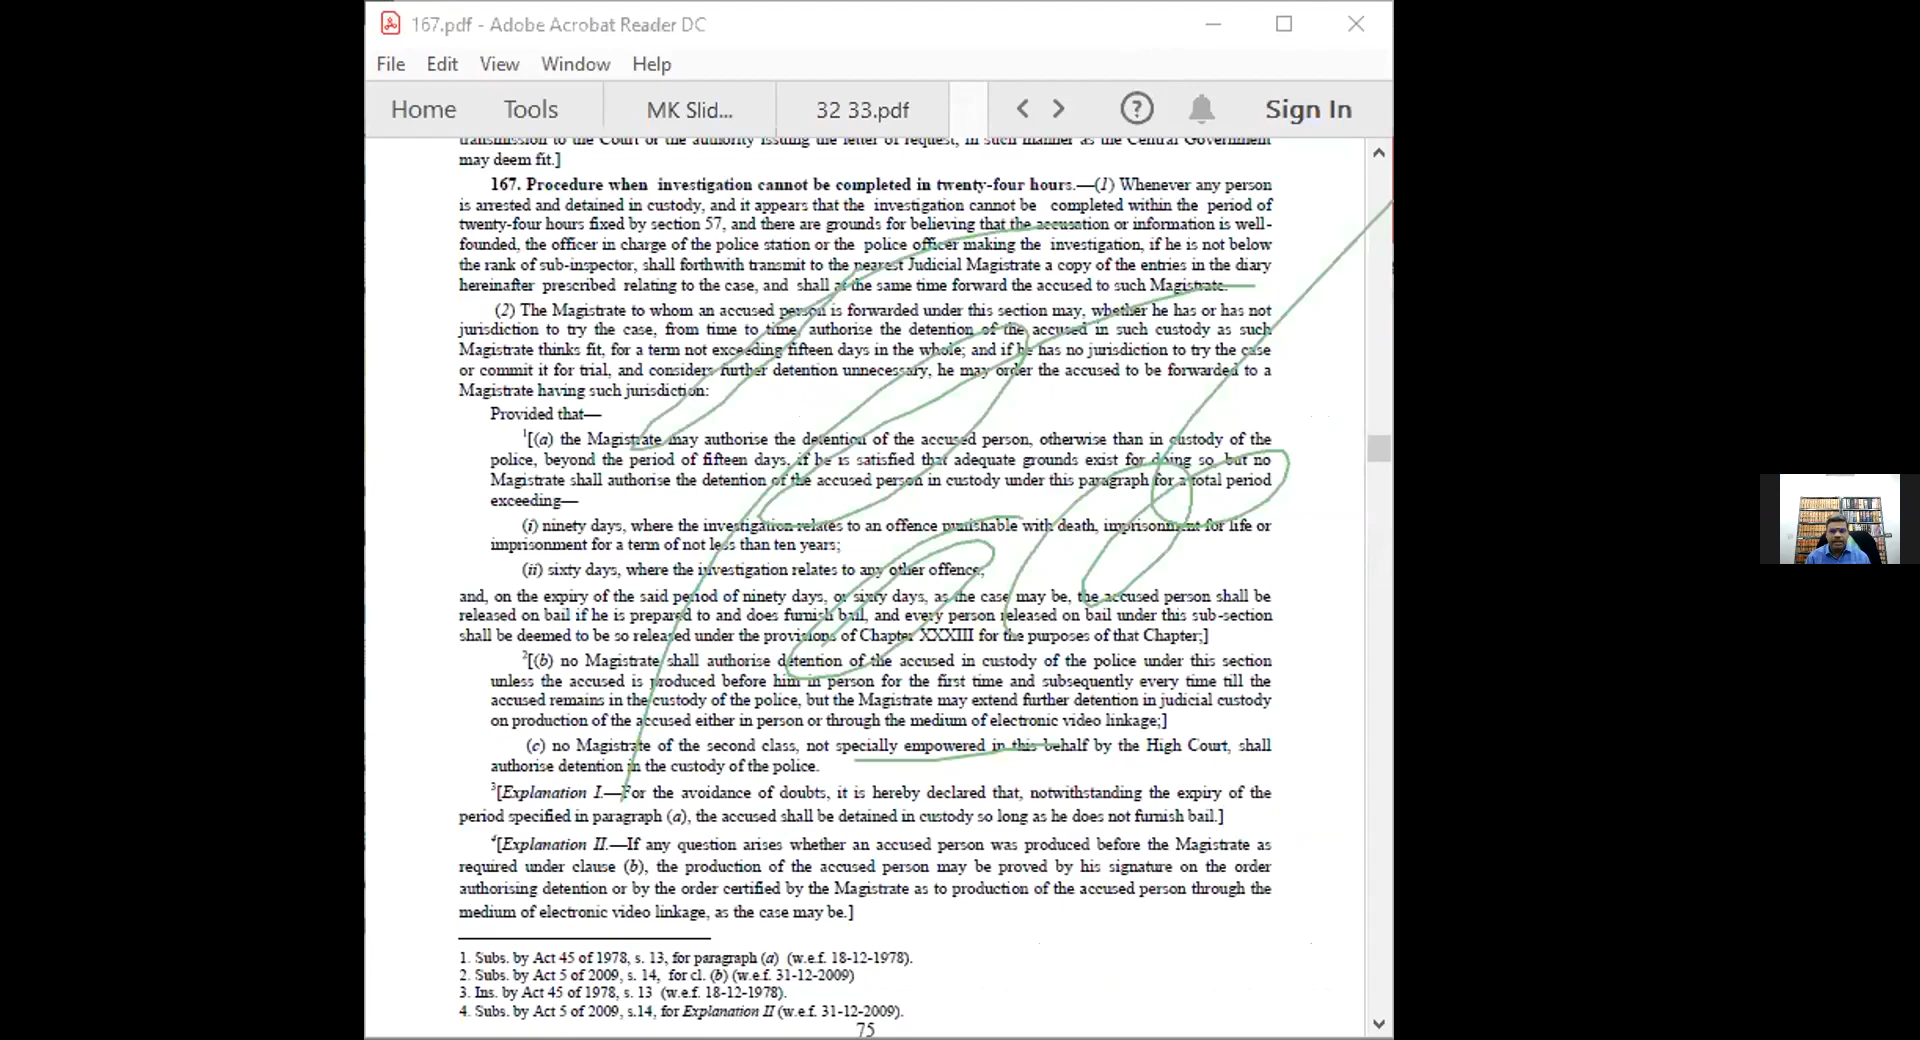 167.pdf - Adobe Acrobat Reader DC
File Edit View Window Help
Home Tools MK Slid... 32 33.pdf Sign In
transmission to the Court or the authority issuing the letter of request, in such manner as the Central Government
may deem fit.]
167. Procedure when investigation cannot be completed in twenty-four hours.—(1) Whenever any person
is arrested and detained in custody, and it appears that the investigation cannot be completed within the period of
twenty-four hours fixed by section 57, and there are grounds for believing that the accusation or information is well-
founded, the officer in charge of the police station or the police officer making the investigation, if he is not below
the rank of sub-inspector, shall forthwith transmit to the nearest Judicial Magistrate a copy of the entries in the diary
hereinafter prescribed relating to the case, and shall at the same time forward the accused to such Magistrate.
(2) The Magistrate to whom an accused person is forwarded under this section may, whether he has or has not
jurisdiction to try the case, from time to time, authorise the detention of the accused in such custody as such
Magistrate thinks fit, for a term not exceeding fifteen days in the whole; and if he has no jurisdiction to try the case
or commit it for trial, and considers further detention unnecessary, he may order the accused to be forwarded to a
Magistrate having such jurisdiction:
Provided that—
1[(a) the Magistrate may authorise the detention of the accused person, otherwise than in custody of the
police, beyond the period of fifteen days, if he is satisfied that adequate grounds exist for doing so, but no
Magistrate shall authorise the detention of the accused person in custody under this paragraph for a total period
exceeding—
(i) ninety days, where the investigation relates to an offence punishable with death, imprisonment for life or
imprisonment for a term of not less than ten years;
(ii) sixty days, where the investigation relates to any other offence,
and, on the expiry of the said period of ninety days, or sixty days, as the case may be, the accused person shall be
released on bail if he is prepared to and does furnish bail, and every person released on bail under this sub-section
shall be deemed to be so released under the provisions of Chapter XXXIII for the purposes of that Chapter;]
2[(b) no Magistrate shall authorise detention of the accused in custody of the police under this section
unless the accused is produced before him in person for the first time and subsequently every time till the
accused remains in the custody of the police, but the Magistrate may extend further detention in judicial custody
on production of the accused either in person or through the medium of electronic video linkage;]
(c) no Magistrate of the second class, not specially empowered in this behalf by the High Court, shall
authorise detention in the custody of the police.
3[Explanation I.—For the avoidance of doubts, it is hereby declared that, notwithstanding the expiry of the
period specified in paragraph (a), the accused shall be detained in custody so long as he does not furnish bail.]
4[Explanation II.—If any question arises whether an accused person was produced before the Magistrate as
required under clause (b), the production of the accused person may be proved by his signature on the order
authorising detention or by the order certified by the Magistrate as to production of the accused person through the
medium of electronic video linkage, as the case may be.]
1. Subs. by Act 45 of 1978, s. 13, for paragraph (a) (w.e.f. 18-12-1978).
2. Subs. by Act 5 of 2009, s. 14, for cl. (b) (w.e.f. 31-12-2009)
3. Ins. by Act 45 of 1978, s. 13 (w.e.f. 18-12-1978).
4. Subs. by Act 5 of 2009, s.14, for Explanation II (w.e.f. 31-12-2009).
75